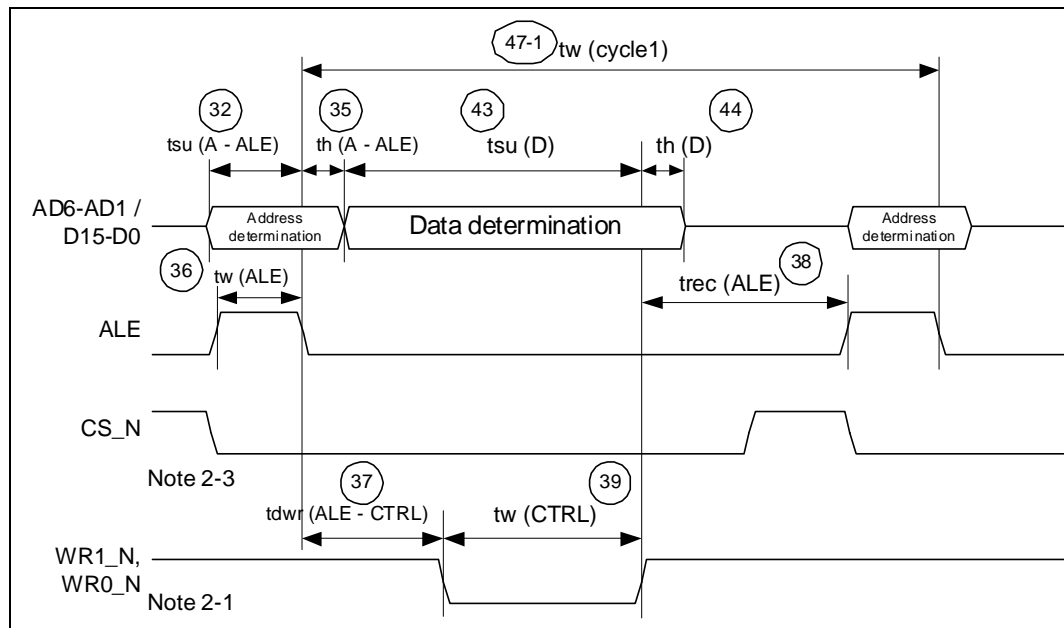 47-1 tw (cycle1)
32 35 43 44
tsu (A - ALE) th (A - ALE) tsu (D) th (D)
AD6-AD1 /
D15-D0
Address
determination
Data determination
Address
determination
36 tw (ALE)
38
trec (ALE)
ALE
CS_N
Note 2-3
37 39
tdwr (ALE - CTRL) tw (CTRL)
WR1_N,
WR0_N
Note 2-1